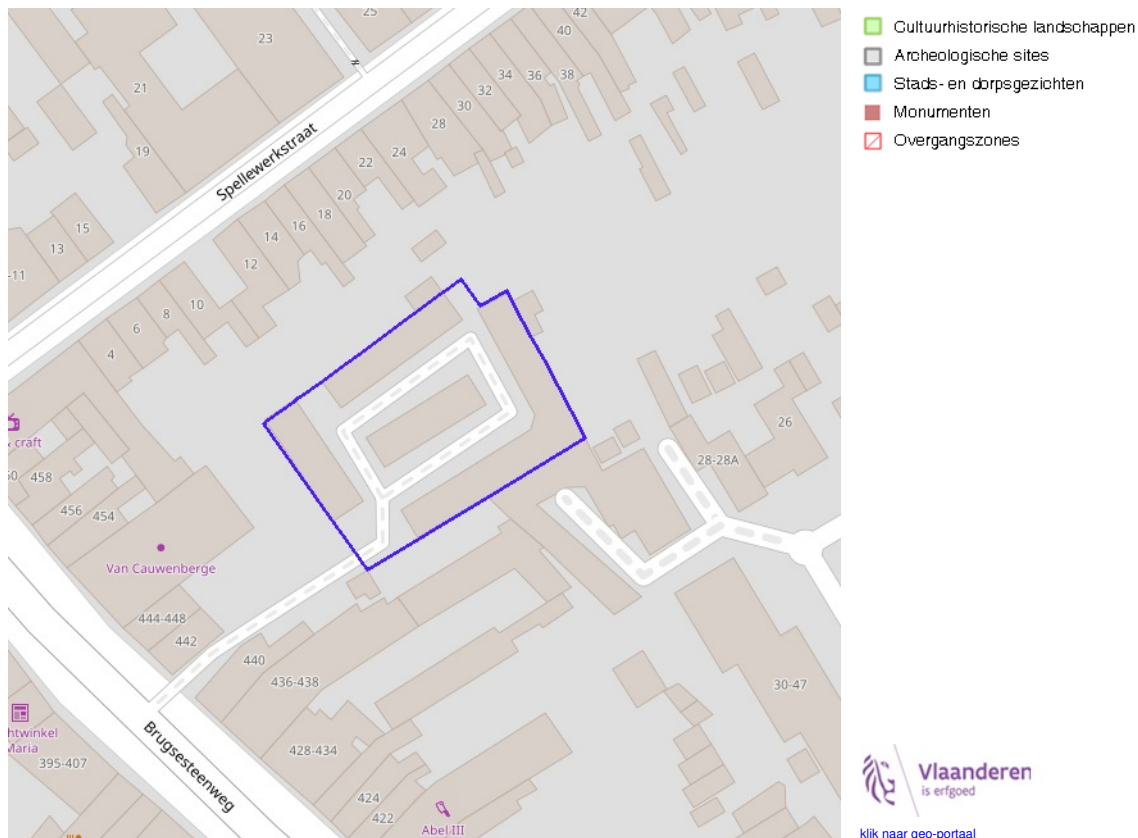 25
42
23
40
38
36
34
32
30
28
24
22
20
18
16
14
12
10
8
6
4
21
19
15
13
-11
Spellewerkstraat
craft
458
456
454
Van Cauwenberge
444-448
442
440
436-438
428-434
424
422
Abel III
Brugsesteenweg
htwinkel
Maria
395-407
26
28-28A
30-47
Cultuurhistorische landschappen
Archeologische sites
Stads- en dorpsgezichten
Monumenten
Overgangszones
Vlaanderen
is erfgoed
klik naar geo-portaal